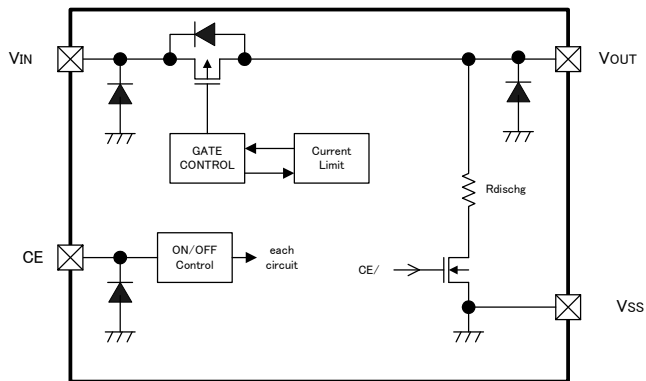 VIN
VOUT
GATE
CONTROL
Current
Limit
Rdischg
CE
ON/OFF
Control
each
circuit
CE/
VSS